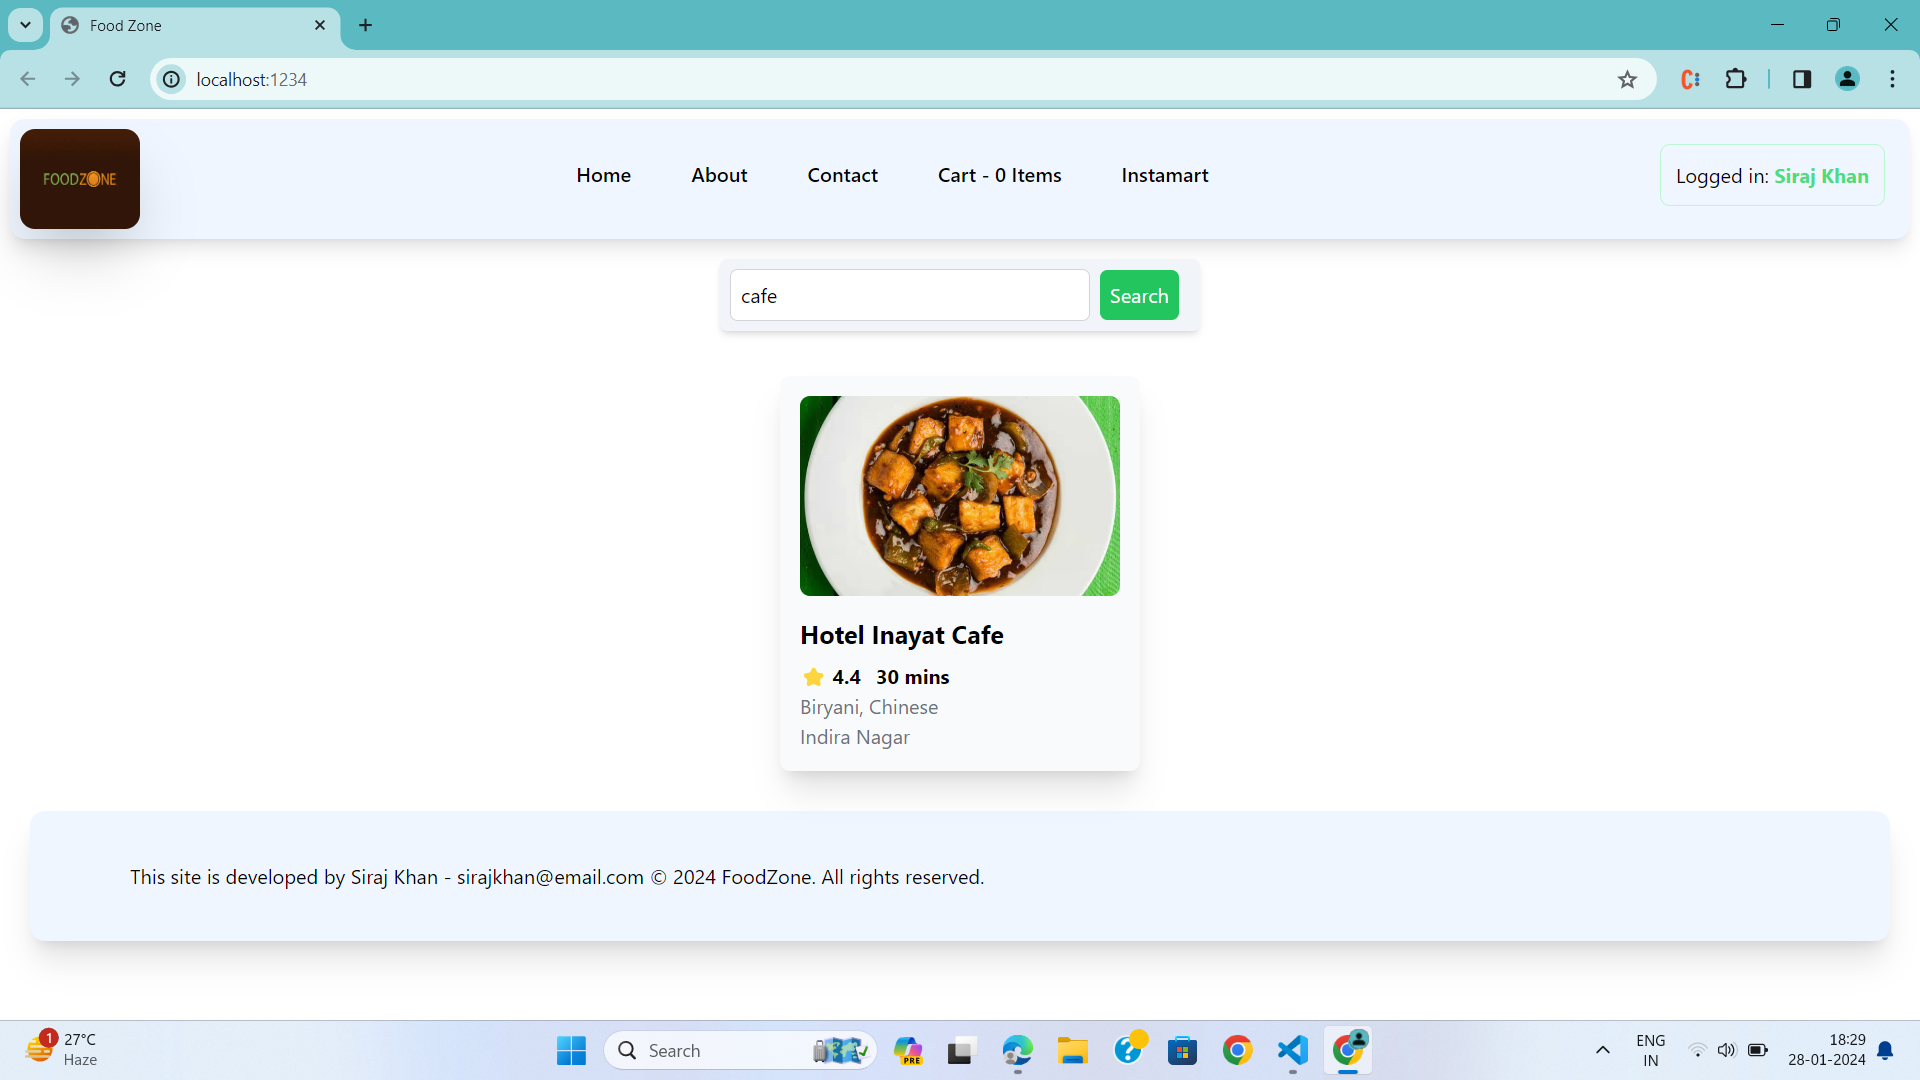 Food Zone
localhost:1234
FOODZONE
Home
About
Contact
Cart - 0 Items
Instamart
Logged in: Siraj Khan
cafe
Search
Hotel Inayat Cafe
4.4 30 mins
Biryani, Chinese
Indira Nagar
This site is developed by Siraj Khan - sirajkhan@email.com © 2024 FoodZone. All rights reserved.
1
27°C
Haze
Search
PRE
ENG
IN
18:29
28-01-2024